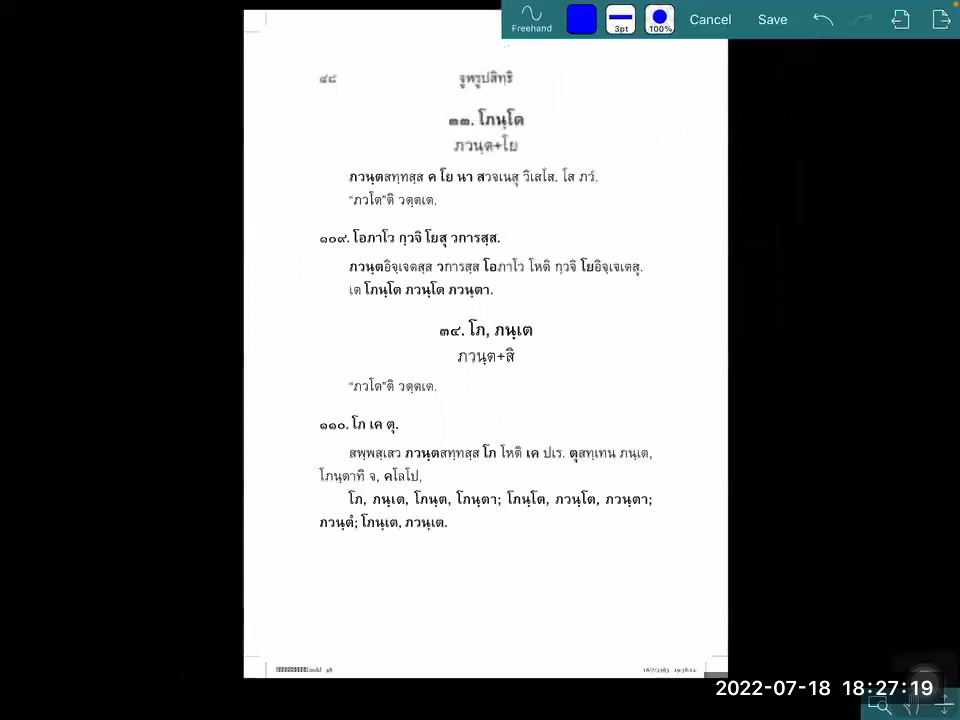 Freehand
3pt
100%
Cancel
Save
๔๘
จูฬรูปสิทฺธิ
๓๓. โภนฺโต
ภวนฺต+โย
ภวนฺตสทฺทสฺส ค โย นา สวจเนสุ วิเสโส. โส ภวํ.
“ภวโต”ติ วตฺตเต.
๑๐๙. โอภาโว กฺวจิ โยสุ วการสฺส.
ภวนฺตอิจฺเจตสฺส วการสฺส โอภาโว โหติ กฺวจิ โยอิจฺเจเตสุ.
เต โภนฺโต ภวนฺโต ภวนฺตา.
๓๔. โภ, ภนฺเต
ภวนฺต+สิ
“ภวโต”ติ วตฺตเต.
๑๑๐. โภ เค ตุ.
สพฺพสฺเสว ภวนฺตสทฺทสฺส โภ โหติ เค ปเร. ตุสทฺเทน ภนฺเต,
โภนฺตาทิ จ, คโลโป,
โภ, ภนฺเต, โภนฺต, โภนฺตา; โภนฺโต, ภวนฺโต, ภวนฺตา;
ภวนฺตํ; โภนฺเต, ภวนฺเต.
2022-07-18 18:27:19